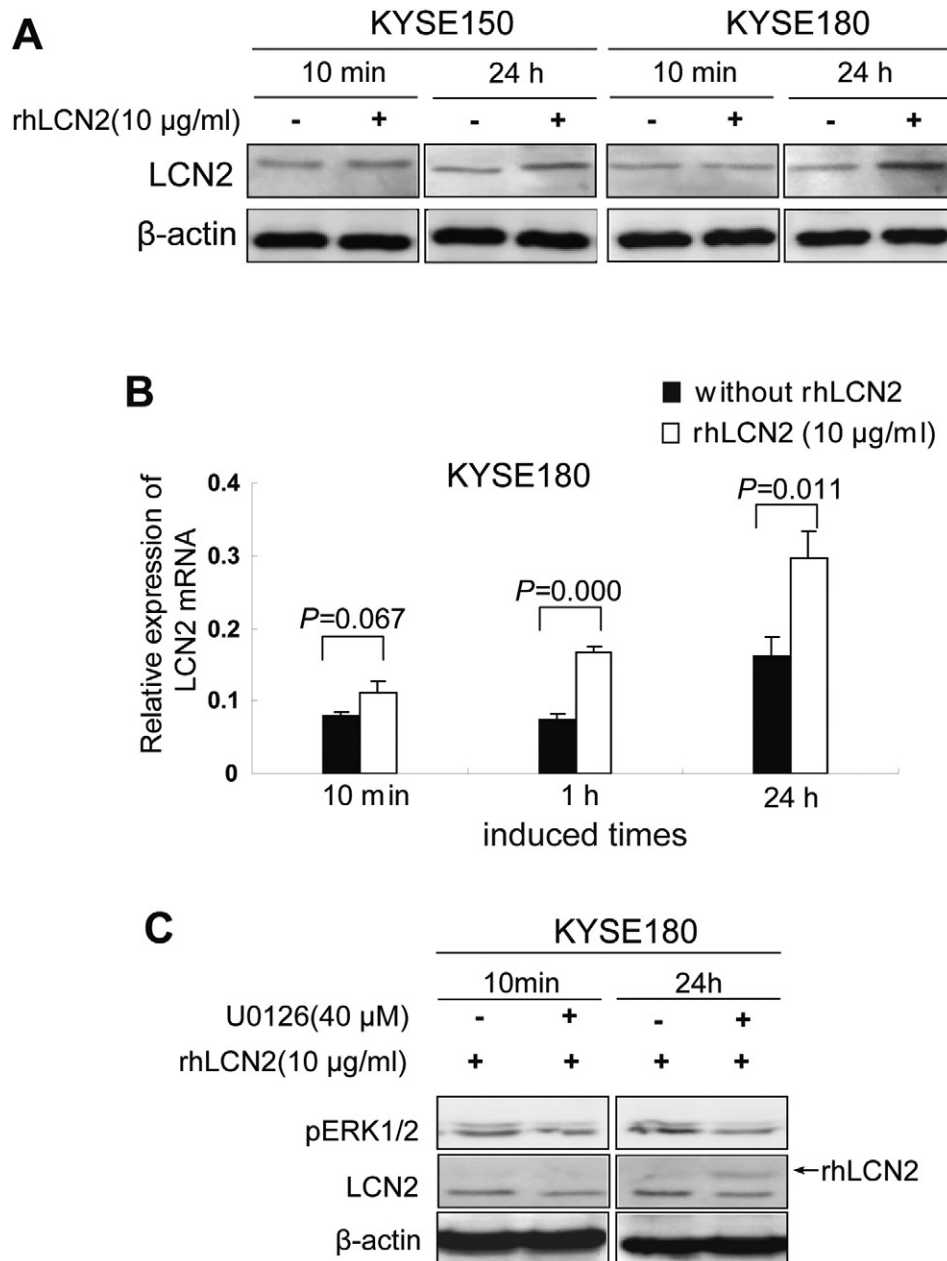 A
KYSE150 KYSE180
10 min 24 h 10 min 24 h
rhLCN2(10 µg/ml) - + - + - + - +
LCN2
β-actin
B
without rhLCN2
rhLCN2 (10 µg/ml)
KYSE180
Relative expression of
LCN2 mRNA
0.4
0.3
0.2
0.1
0
P=0.067
P=0.000
P=0.011
10 min 1 h 24 h
induced times
C
KYSE180
10min 24h
U0126(40 µM) - + - +
rhLCN2(10 µg/ml) + + + +
pERK1/2
LCN2
rhLCN2
β-actin